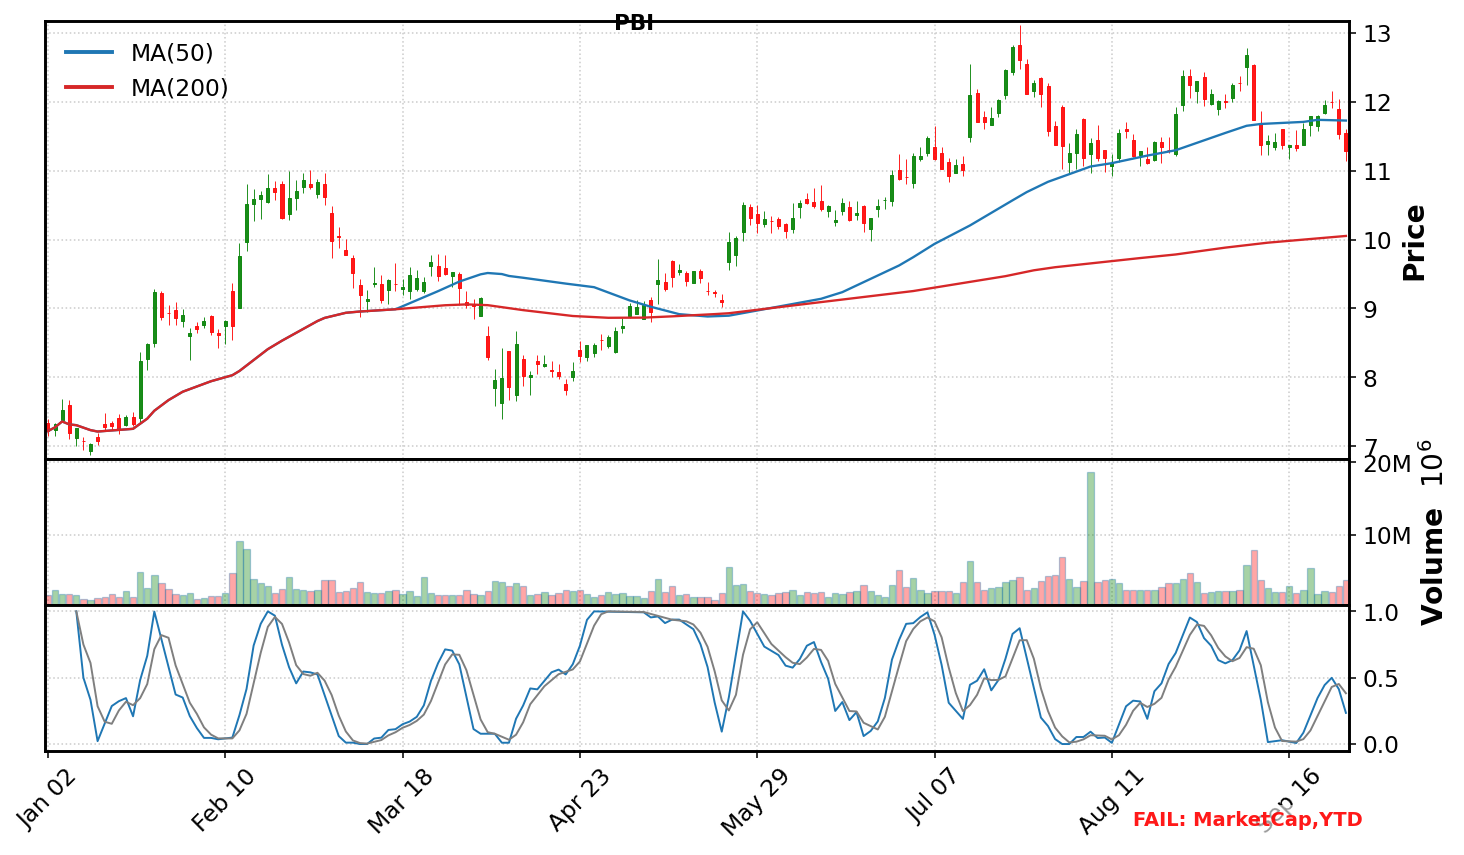 PBI
MA(50)
MA(200)
13
12
11
10
9
8
7
Price
20M
10M
Volume 10^6
1.0
0.5
0.0
Jan 02
Feb 10
Mar 18
Apr 23
May 29
Jul 07
Aug 11
Sep 16
FAIL: MarketCap,YTD